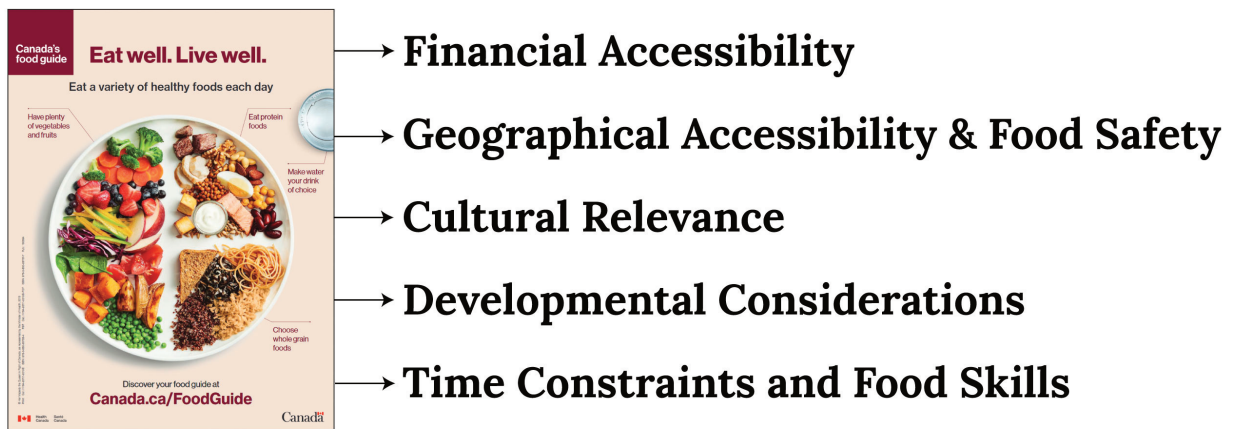 Canada's
food guide
Eat well. Live well.
Eat a variety of healthy foods each day
Have plenty
of vegetables
and fruits
Eat protein
foods
Make water
your drink
of choice
Choose
whole grain
foods
Discover your food guide at
Canada.ca/FoodGuide
Health Santé
Canada Canada
Canada
Financial Accessibility
Geographical Accessibility & Food Safety
Cultural Relevance
Developmental Considerations
Time Constraints and Food Skills